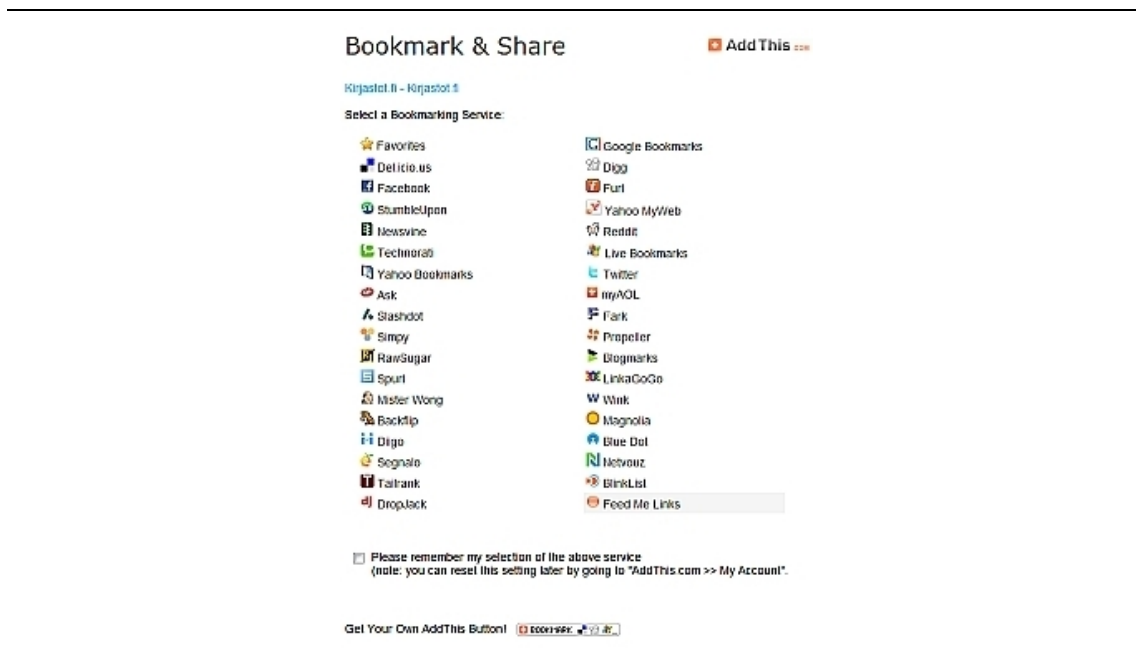 Bookmark & Share
AddThis
Kirjastot.fi - Kirjastot.fi
Select a Bookmarking Service:
Favorites Google Bookmarks
Del.icio.us Digg
Facebook Furl
StumbleUpon Yahoo MyWeb
Newsvine Reddit
Technorati Live Bookmarks
Yahoo Bookmarks Twitter
Ask myAOL
Slashdot Fark
Simpy Propeller
RawSugar Blogmarks
Spurl LinkaGoGo
Mister Wong Wink
Backflip Magnolia
Diigo Blue Dot
Segnalo Netvouz
Tailrank BlinkList
DropJack Feed Me Links
Please remember my selection of the above service
(note: you can reset this setting later by going to "AddThis.com >> My Account".
Get Your Own AddThis Button! BOOKMARK